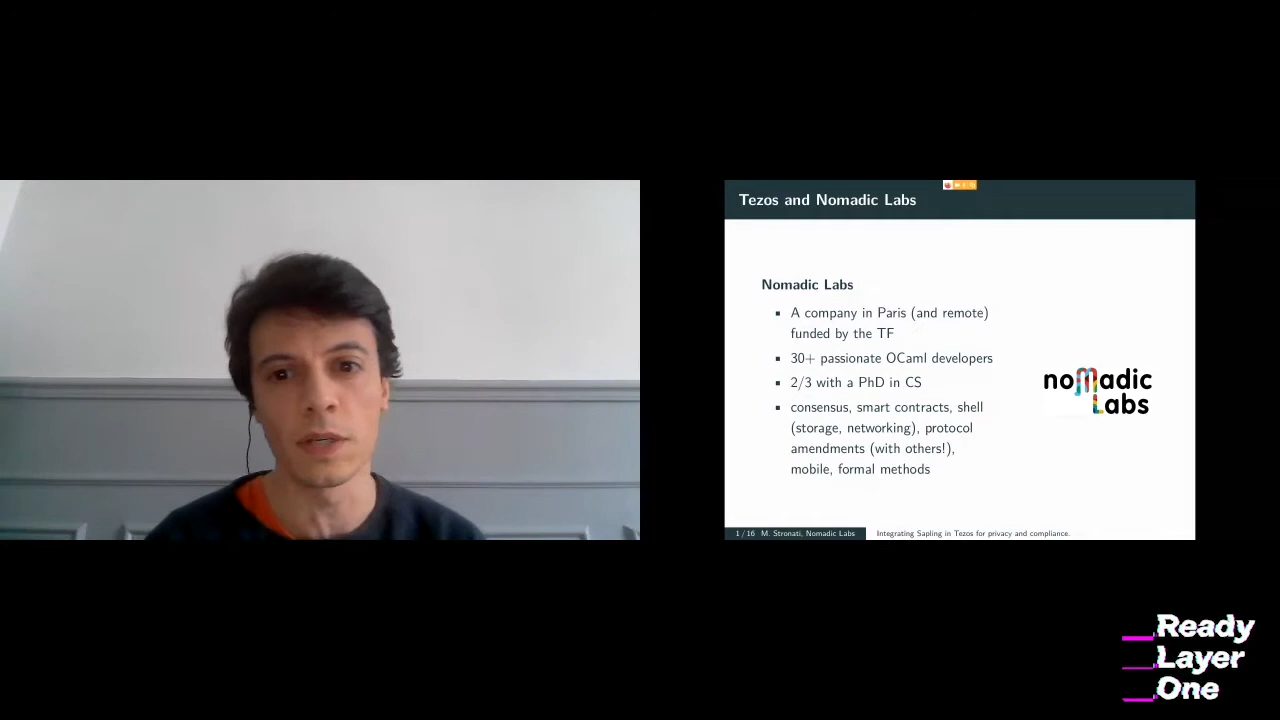 Tezos and Nomadic Labs
Nomadic Labs
A company in Paris (and remote)
funded by the TF
30+ passionate OCaml developers
2/3 with a PhD in CS
consensus, smart contracts, shell
(storage, networking), protocol
amendments (with others!),
mobile, formal methods
nomadic
Labs
1 / 16 M. Stronati, Nomadic Labs
Integrating Sapling in Tezos for privacy and compliance.
Ready
Layer
One